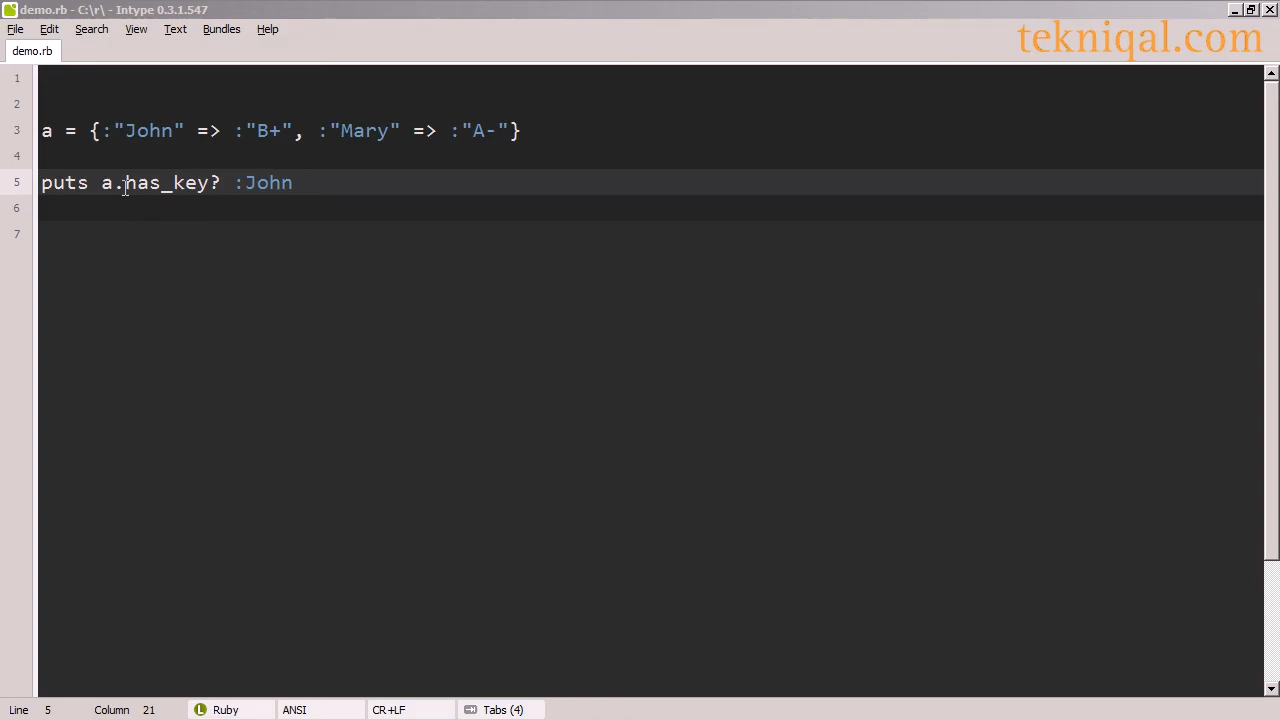 demo.rb - C:\r\ - Intype 0.3.1.547
File Edit Search View Text Bundles Help
tekniqal.com
demo.rb
1
2
3 a = {:"John" => :"B+", :"Mary" => :"A-"}
4
5 puts a.has_key? :John
6
7
Line 5 Column 21 L Ruby ANSI CR+LF Tabs (4)